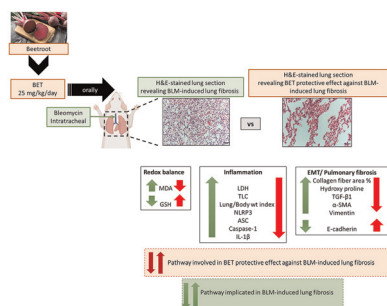 Beetroot
BET
25 mg/kg/day
orally
Bleomycin
Intratracheal
H&E-stained lung section
revealing BLM-induced lung fibrosis
vs
H&E-stained lung section
revealing BET protective effect against BLM-
induced lung fibrosis
Redox balance
MDA
GSH
Inflammation
LDH
TLC
Lung/Body wt index
NLRP3
ASC
Caspase-1
IL-1β
EMT/ Pulmonary fibrosis
Collagen fiber area %
Hydroxy proline
TGF-β1
α-SMA
Vimentin
E-cadherin
Pathway involved in BET protective effect against BLM-induced lung fibrosis
Pathway implicated in BLM-induced lung fibrosis